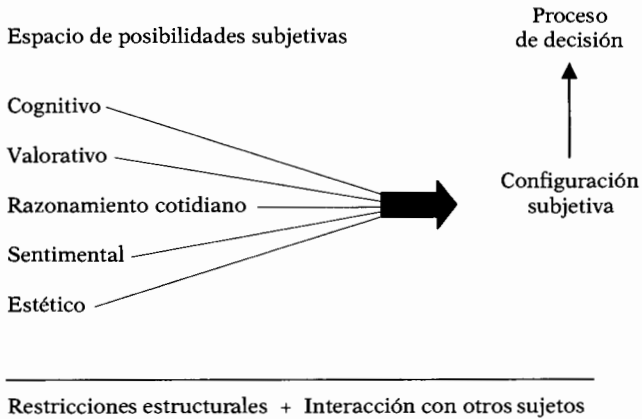 Espacio de posibilidades subjetivas
Proceso
de decisión
Cognitivo
Valorativo
Razonamiento cotidiano
Sentimental
Estético
Configuración
subjetiva
Restricciones estructurales + Interacción con otros sujetos